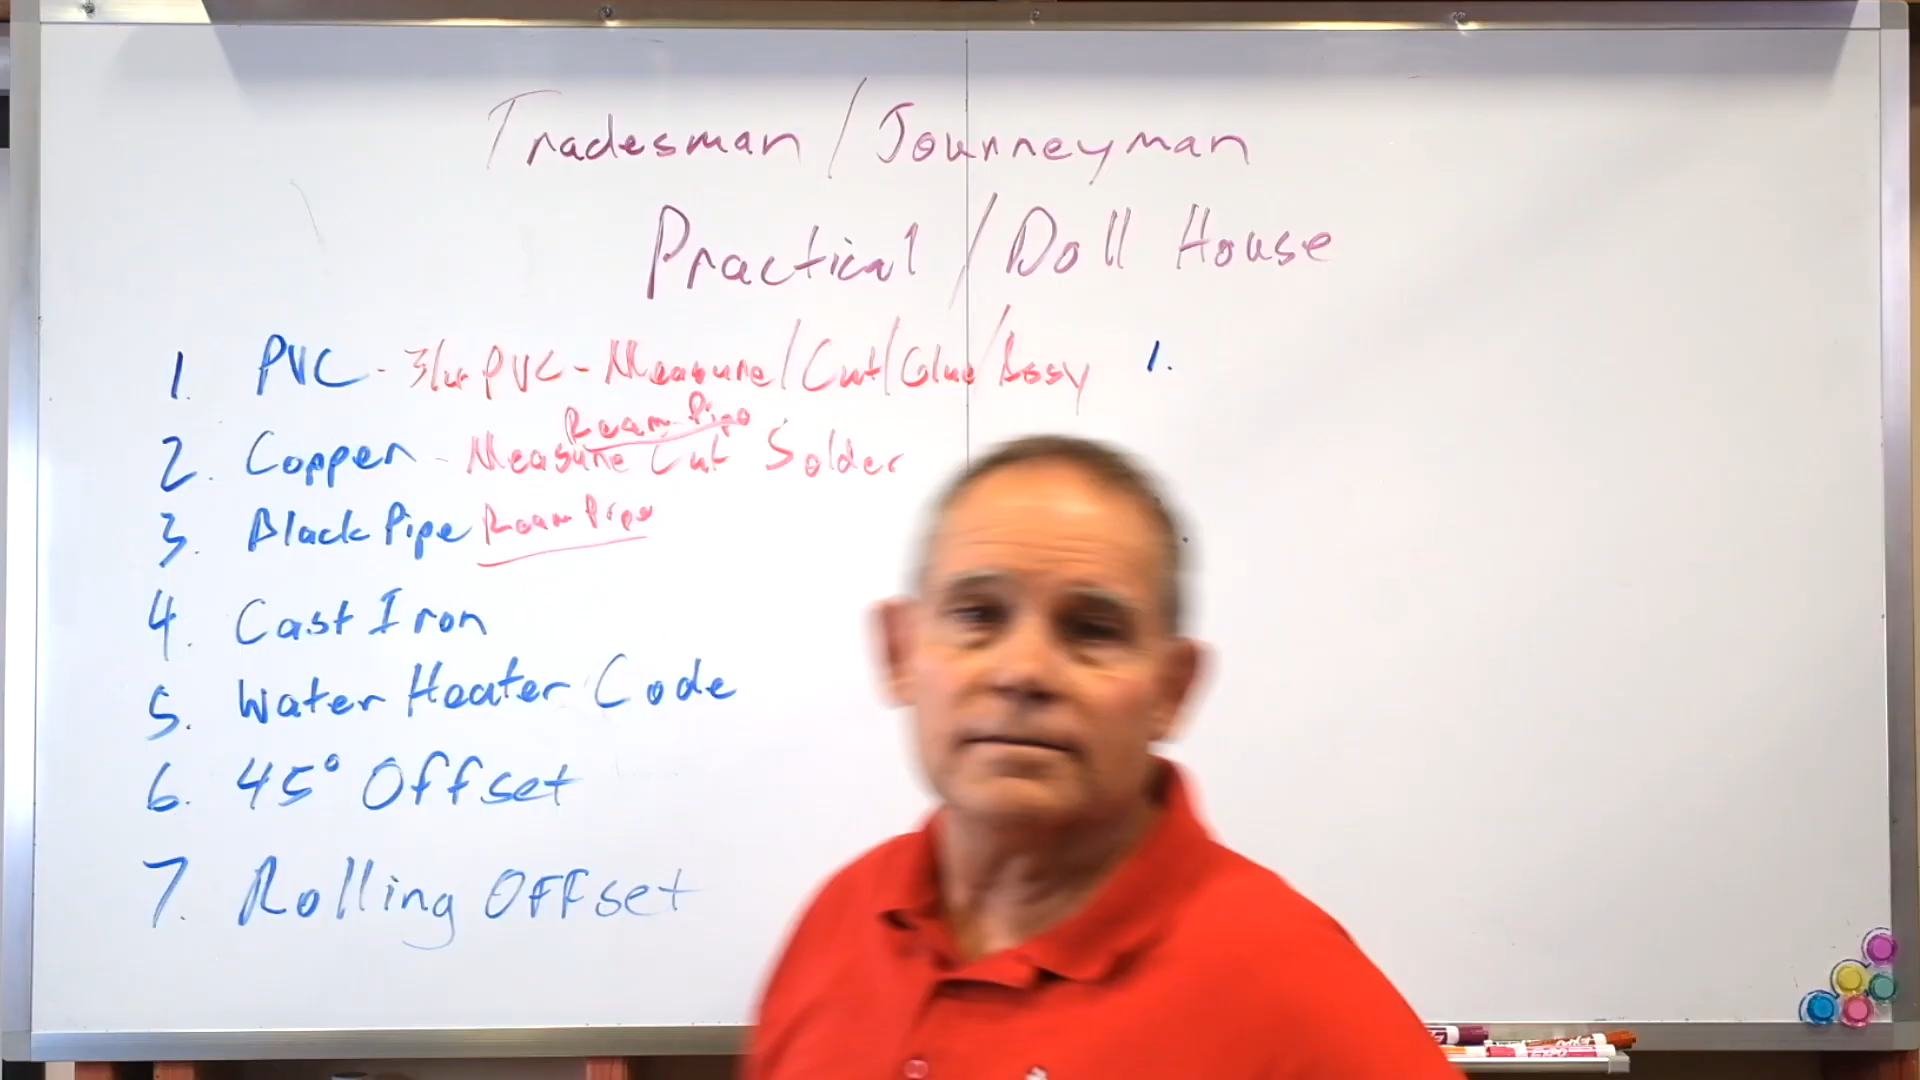 Tradesman / Journeyman
Practical / Doll House
1. PVC - 3/4 PVC - Measure/Cut/Glue/Assy 1.
Ream Pipe
2. Copper - Measure Cut Solder
3. Black Pipe Ream Pipe
4. Cast Iron
5. Water Heater Code
6. 45° Offset
7. Rolling Offset
EXPO